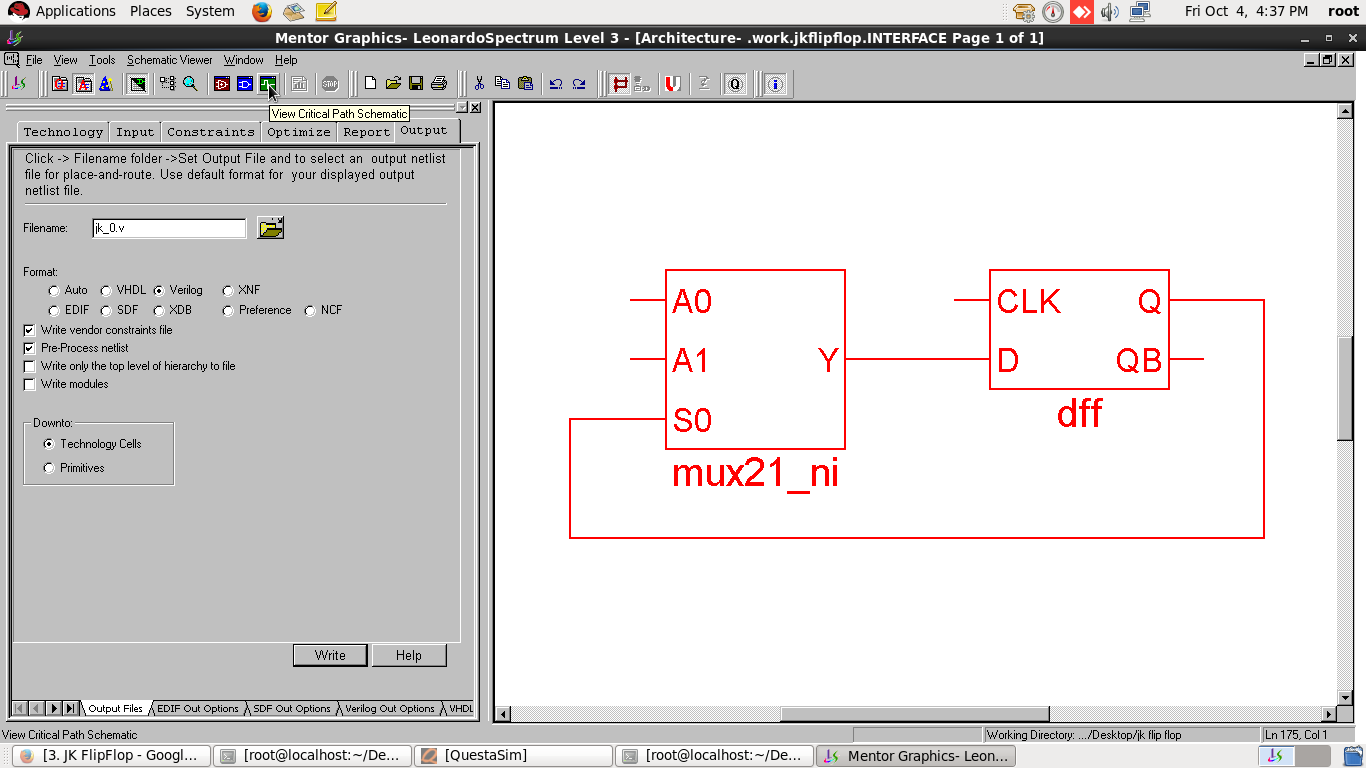 Applications Places System Fri Oct 4, 4:37 PM root
Mentor Graphics- LeonardoSpectrum Level 3 - [Architecture- .work.jkflipflop.INTERFACE Page 1 of 1]
File View Tools Schematic Viewer Window Help
STOP Q
View Critical Path Schematic
Technology Input Constraints Optimize Report Output
Click -> Filename folder ->Set Output File and to select an output netlist
file for place-and-route. Use default format for your displayed output
netlist file.
Filename: jk_0.v
Format:
Auto VHDL Verilog XNF
EDIF SDF XDB Preference NCF
Write vendor constraints file
Pre-Process netlist
Write only the top level of hierarchy to file
Write modules
Downto:
Technology Cells
Primitives
Write Help
Output Files EDIF Out Options SDF Out Options Verilog Out Options VHDL
A0
A1 Y
S0
mux21_ni
CLK Q
D QB
dff
View Critical Path Schematic Working Directory: .../Desktop/jk flip flop Ln 175, Col 1
[3. JK FlipFlop - Googl... [root@localhost:~/De... [QuestaSim] [root@localhost:~/De... Mentor Graphics- Leon...